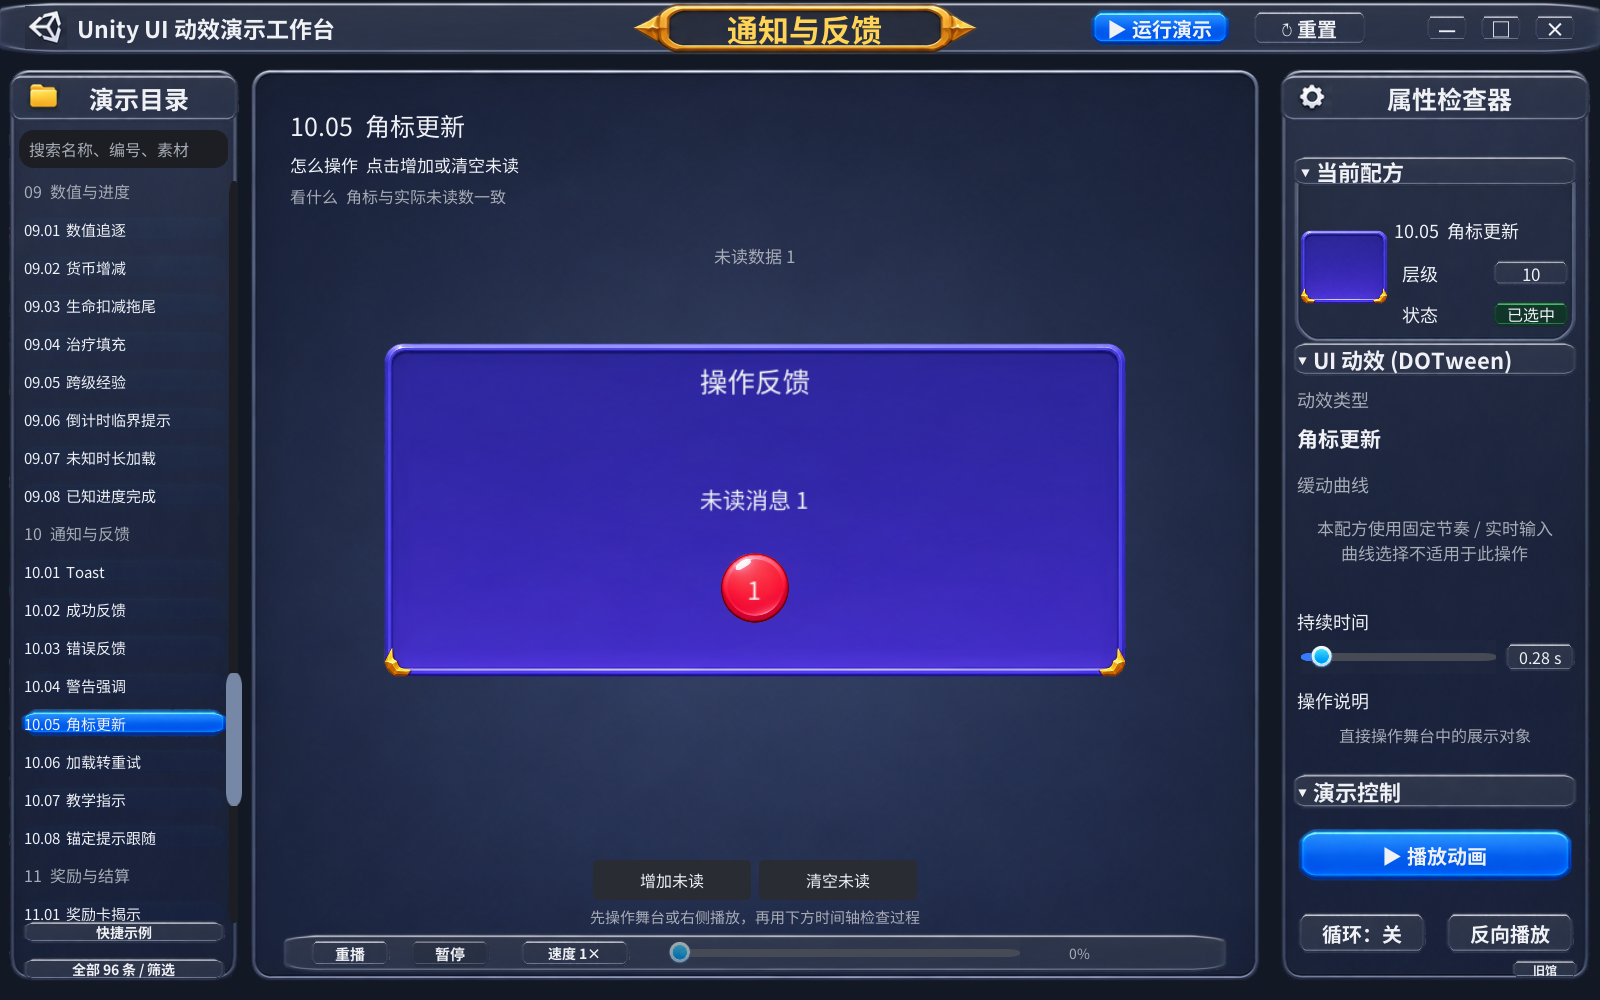 Unity UI 动效演示工作台
通知与反馈
▶ 运行演示
↻ 重置
演示目录
搜索名称、编号、素材
09 数值与进度
09.01 数值追逐
09.02 货币增减
09.03 生命扣减拖尾
09.04 治疗填充
09.05 跨级经验
09.06 倒计时临界提示
09.07 未知时长加载
09.08 已知进度完成
10 通知与反馈
10.01 Toast
10.02 成功反馈
10.03 错误反馈
10.04 警告强调
10.05 角标更新
10.06 加载转重试
10.07 教学指示
10.08 锚定提示跟随
11 奖励与结算
11.01 奖励卡揭示
快捷示例
全部 96 条 / 筛选
10.05 角标更新
怎么操作 点击增加或清空未读
看什么 角标与实际未读数一致
未读数据 1
操作反馈
未读消息 1
1
增加未读
清空未读
先操作舞台或右侧播放，再用下方时间轴检查过程
重播
暂停
速度 1×
0%
属性检查器
▼ 当前配方
10.05 角标更新
层级
10
状态
已选中
▼ UI 动效 (DOTween)
动效类型
角标更新
缓动曲线
本配方使用固定节奏 / 实时输入
曲线选择不适用于此操作
持续时间
0.28 s
操作说明
直接操作舞台中的展示对象
▼ 演示控制
▶ 播放动画
循环：关
反向播放
旧馆